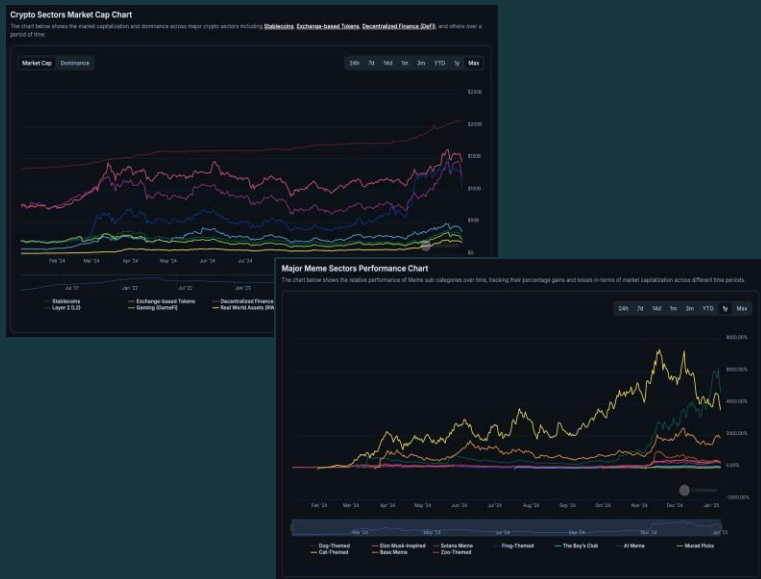 Crypto Sectors Market Cap Chart
The chart below shows the market capitalization and dominance across major crypto sectors including Stablecoins, Exchange-based Tokens, Decentralized Finance (DeFi), and others over a
period of time.
Market Cap Dominance
24h 7d 14d 1m 3m YTD 1y Max
$250B
$200B
$150B
$100B
$50B
$0
Feb '24 Mar '24 Apr '24 May '24 Jun '24 Jul '24
Jul '21 Jan '22 Jul '22 Jan '23
Stablecoins Exchange-based Tokens Decentralized Finance
Layer 2 (L2) Gaming (GameFi) Real World Assets (RW
Major Meme Sectors Performance Chart
The chart below shows the relative performance of Meme sub-categories over time, tracking their percentage gains and losses in-terms of market capitalization across different time periods.
24h 7d 14d 1m 3m YTD 1y Max
8000.00%
6000.00%
4000.00%
2000.00%
0.00%
-2000.00%
Feb '24 Mar '24 Apr '24 May '24 Jun '24 Jul '24 Aug '24 Sep '24 Oct '24 Nov '24 Dec '24 Jan '25
Mar '24 May '24 Jul '24 Sep '24 Nov '24 Jan '25
Dog-Themed Elon Musk-Inspired Solana Meme Frog-Themed The Boy's Club AI Meme Murad Picks
Cat-Themed Base Meme Zoo-Themed